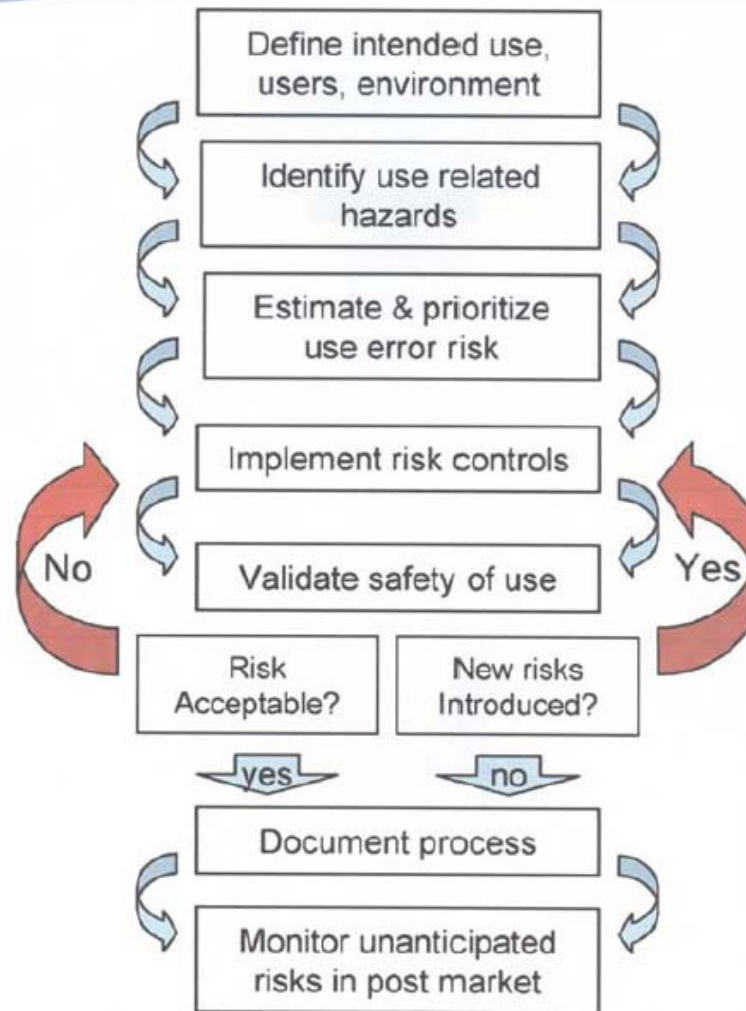 Define intended use,
users, environment
Identify use related
hazards
Estimate & prioritize
use error risk
Implement risk controls
No
Yes
Validate safety of use
Risk
Acceptable?
New risks
Introduced?
yes
no
Document process
Monitor unanticipated
risks in post market